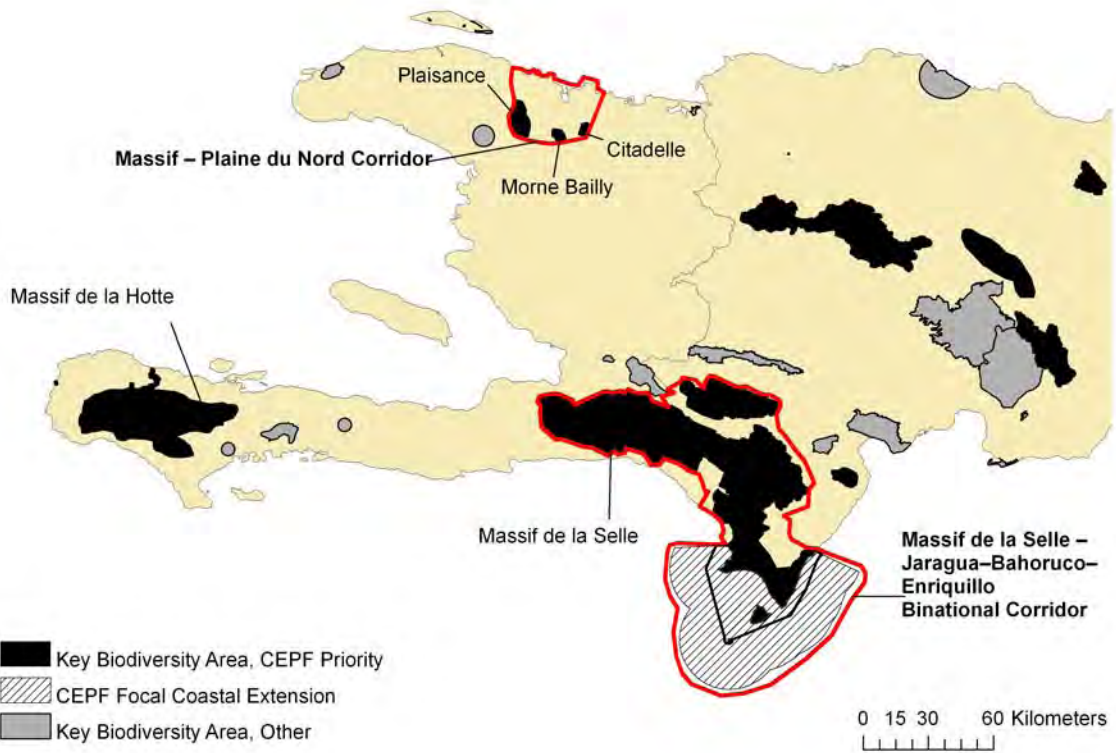 Plaisance
Massif – Plaine du Nord Corridor
Citadelle
Morne Bailly
Massif de la Hotte
Massif de la Selle
Massif de la Selle –
Jaragua–Bahoruco–
Enriquillo
Binational Corridor
Key Biodiversity Area, CEPF Priority
CEPF Focal Coastal Extension
Key Biodiversity Area, Other
0 15 30 60 Kilometers